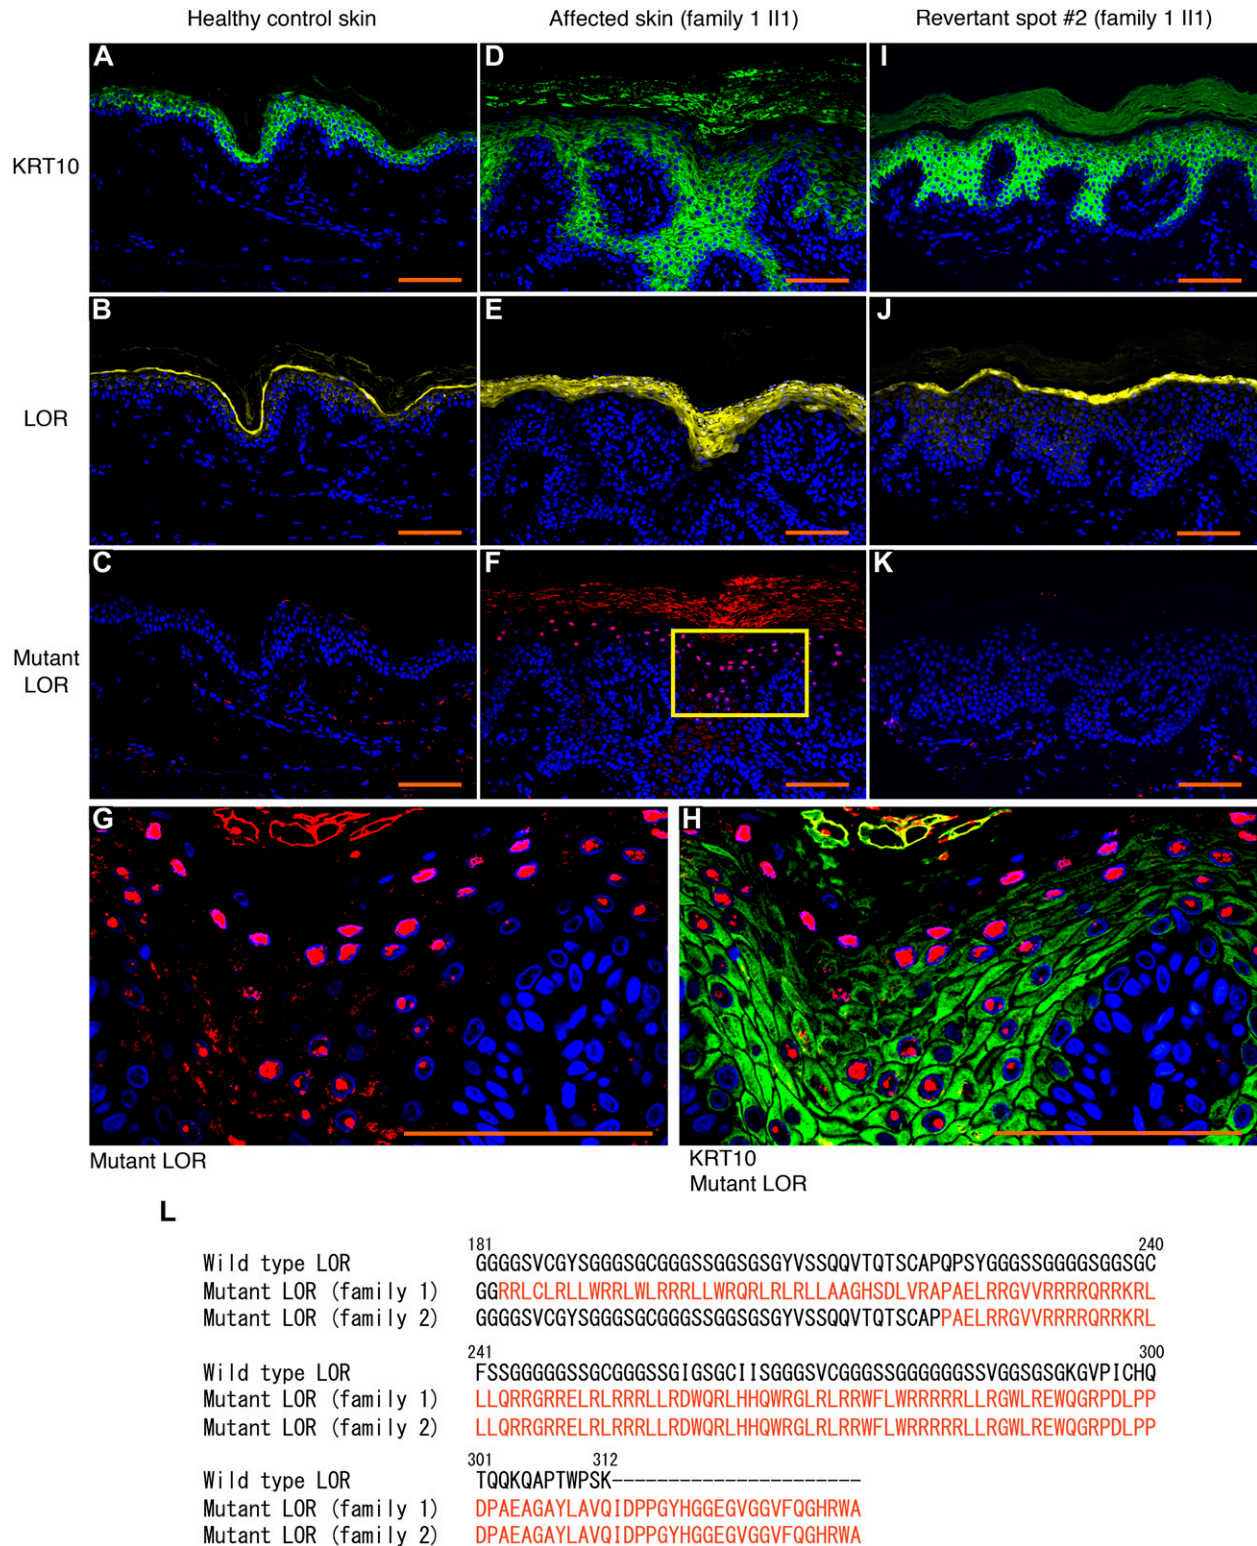 Healthy control skin
Affected skin (family 1 II1)
Revertant spot #2 (family 1 II1)
A
D
I
KRT10
B
E
J
LOR
C
F
K
Mutant
LOR
G
H
Mutant LOR
KRT10
Mutant LOR
L
181 240
Wild type LOR GGGGSVCGYSGGGSGCGGGSSGGSGSGYVSSQQVTQTSCAPQPSYGGGSSGGGGSGGSGC
Mutant LOR (family 1) GGRRLCLRLLWRRLWLRRRLLWRQRLRLRLLAAGHSDLVRAPAELRRGVVRRRRQRRKRL
Mutant LOR (family 2) GGGGSVCGYSGGGSGCGGGSSGGSGSGYVSSQQVTQTSCAPPAELRRGVVRRRRQRRKRL
241 300
Wild type LOR FSSGGGGGSSGCGGGSSGIGSGCIISGGGSVCGGGSSGGGGGGSSVGGSGSGKGVPICHQ
Mutant LOR (family 1) LLQRRGRRELRLRRRLLRDWQRLHHQWRGLRLRRWFLWRRRRRLLRGWLREWQGRPDLPP
Mutant LOR (family 2) LLQRRGRRELRLRRRLLRDWQRLHHQWRGLRLRRWFLWRRRRRLLRGWLREWQGRPDLPP
301 312
Wild type LOR TQQKQAPTWPSK----------------------
Mutant LOR (family 1) DPAEAGAYLAVQIDPPGYHGGEGVGGVFQGHRWA
Mutant LOR (family 2) DPAEAGAYLAVQIDPPGYHGGEGVGGVFQGHRWA